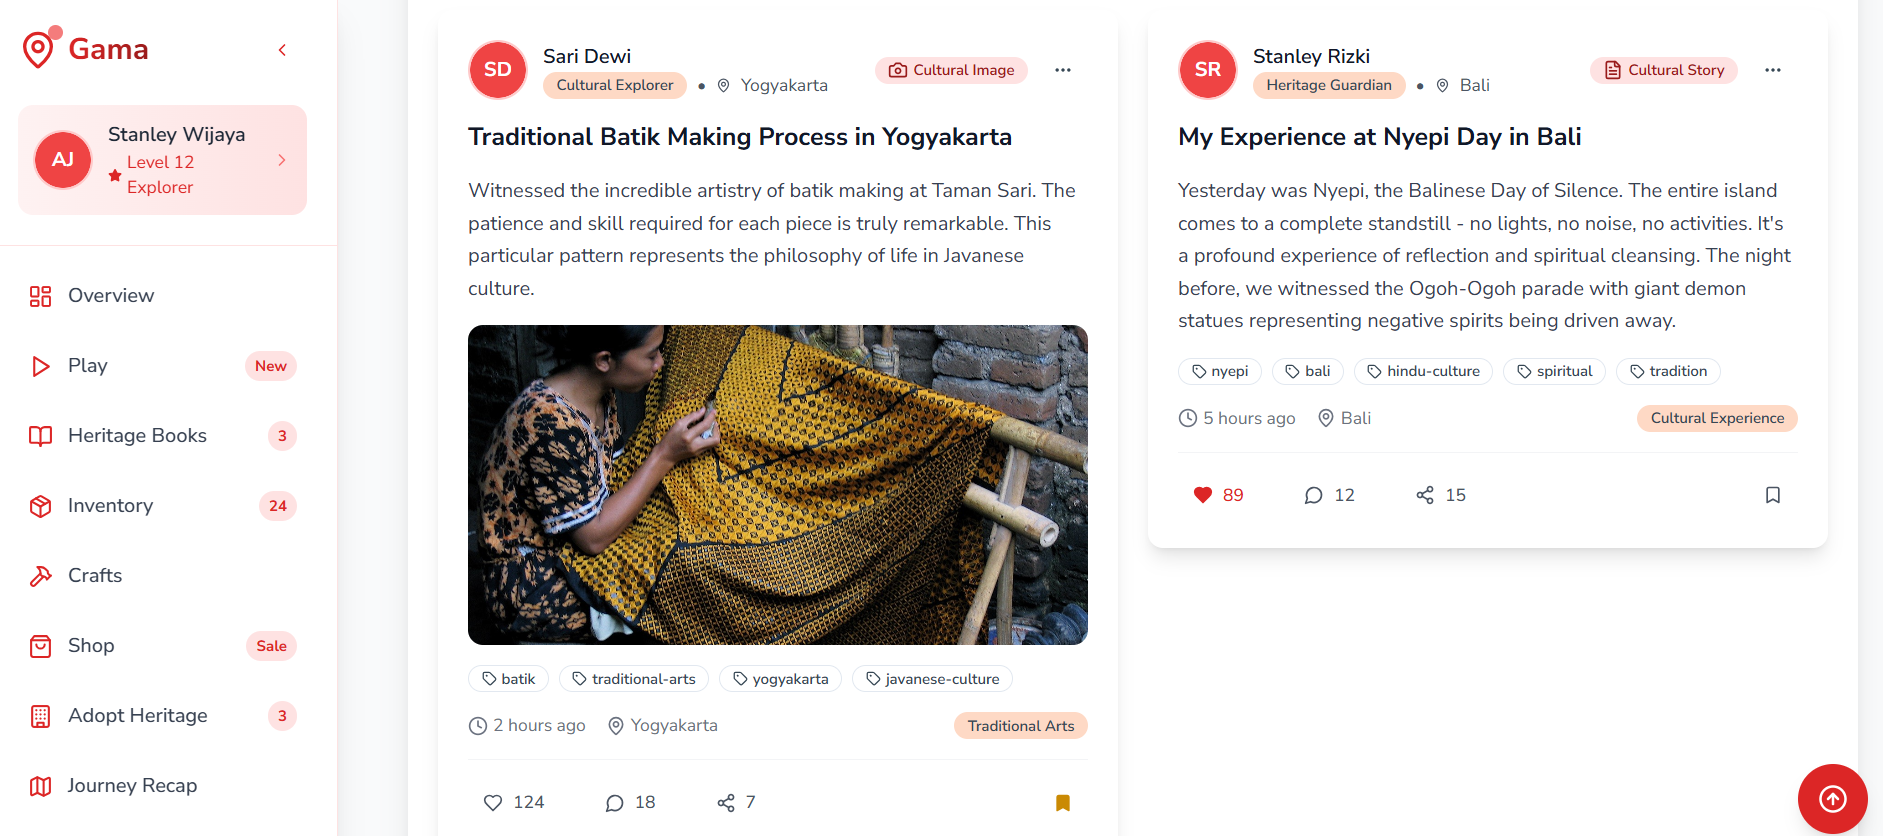 Gama
AJ
Stanley Wijaya
Level 12
Explorer
Overview
Play
New
Heritage Books
3
Inventory
24
Crafts
Shop
Sale
Adopt Heritage
3
Journey Recap
SD
Sari Dewi
Cultural Explorer
• Yogyakarta
Cultural Image
Traditional Batik Making Process in Yogyakarta
Witnessed the incredible artistry of batik making at Taman Sari. The
patience and skill required for each piece is truly remarkable. This
particular pattern represents the philosophy of life in Javanese
culture.
batik
traditional-arts
yogyakarta
javanese-culture
2 hours ago
Yogyakarta
Traditional Arts
124
18
7
SR
Stanley Rizki
Heritage Guardian
• Bali
Cultural Story
My Experience at Nyepi Day in Bali
Yesterday was Nyepi, the Balinese Day of Silence. The entire island
comes to a complete standstill - no lights, no noise, no activities. It's
a profound experience of reflection and spiritual cleansing. The night
before, we witnessed the Ogoh-Ogoh parade with giant demon
statues representing negative spirits being driven away.
nyepi
bali
hindu-culture
spiritual
tradition
5 hours ago
Bali
Cultural Experience
89
12
15